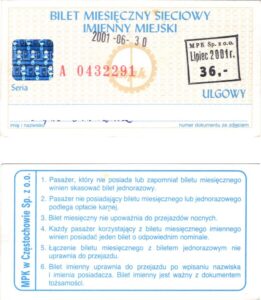 BILET MIESIĘCZNY SIECIOWY
IMIENNY MIEJSKI
2001 -06- 30
MPK Sp. z o.o.
Lipiec 2001 r.
36,-
A 0432291
Seria
ULGOWY
imię i nazwisko
numer dokumentu ze zdjęciem
MPK w Częstochowie Sp. z o.o.
1. Pasażer, który nie posiada lub zapomniał biletu miesięcznego
winien skasować bilet jednorazowy.
2. Pasażer nie posiadający biletu miesięcznego lub jednorazowego
podlega opłacie karnej.
3. Bilet miesięczny nie upoważnia do przejazdów nocnych.
4. Każdy pasażer korzystający z biletu miesięcznego imiennego
winien posiadać jeden bilet o odpowiednim nominale.
5. Łączenie biletu miesięcznego z biletem jednorazowym nie
uprawnia do przejazdu.
6. Bilet imienny uprawnia do przejazdu po wpisaniu nazwiska
i imienia posiadacza. Bilet imienny jest ważny z dokumentem
tożsamości.